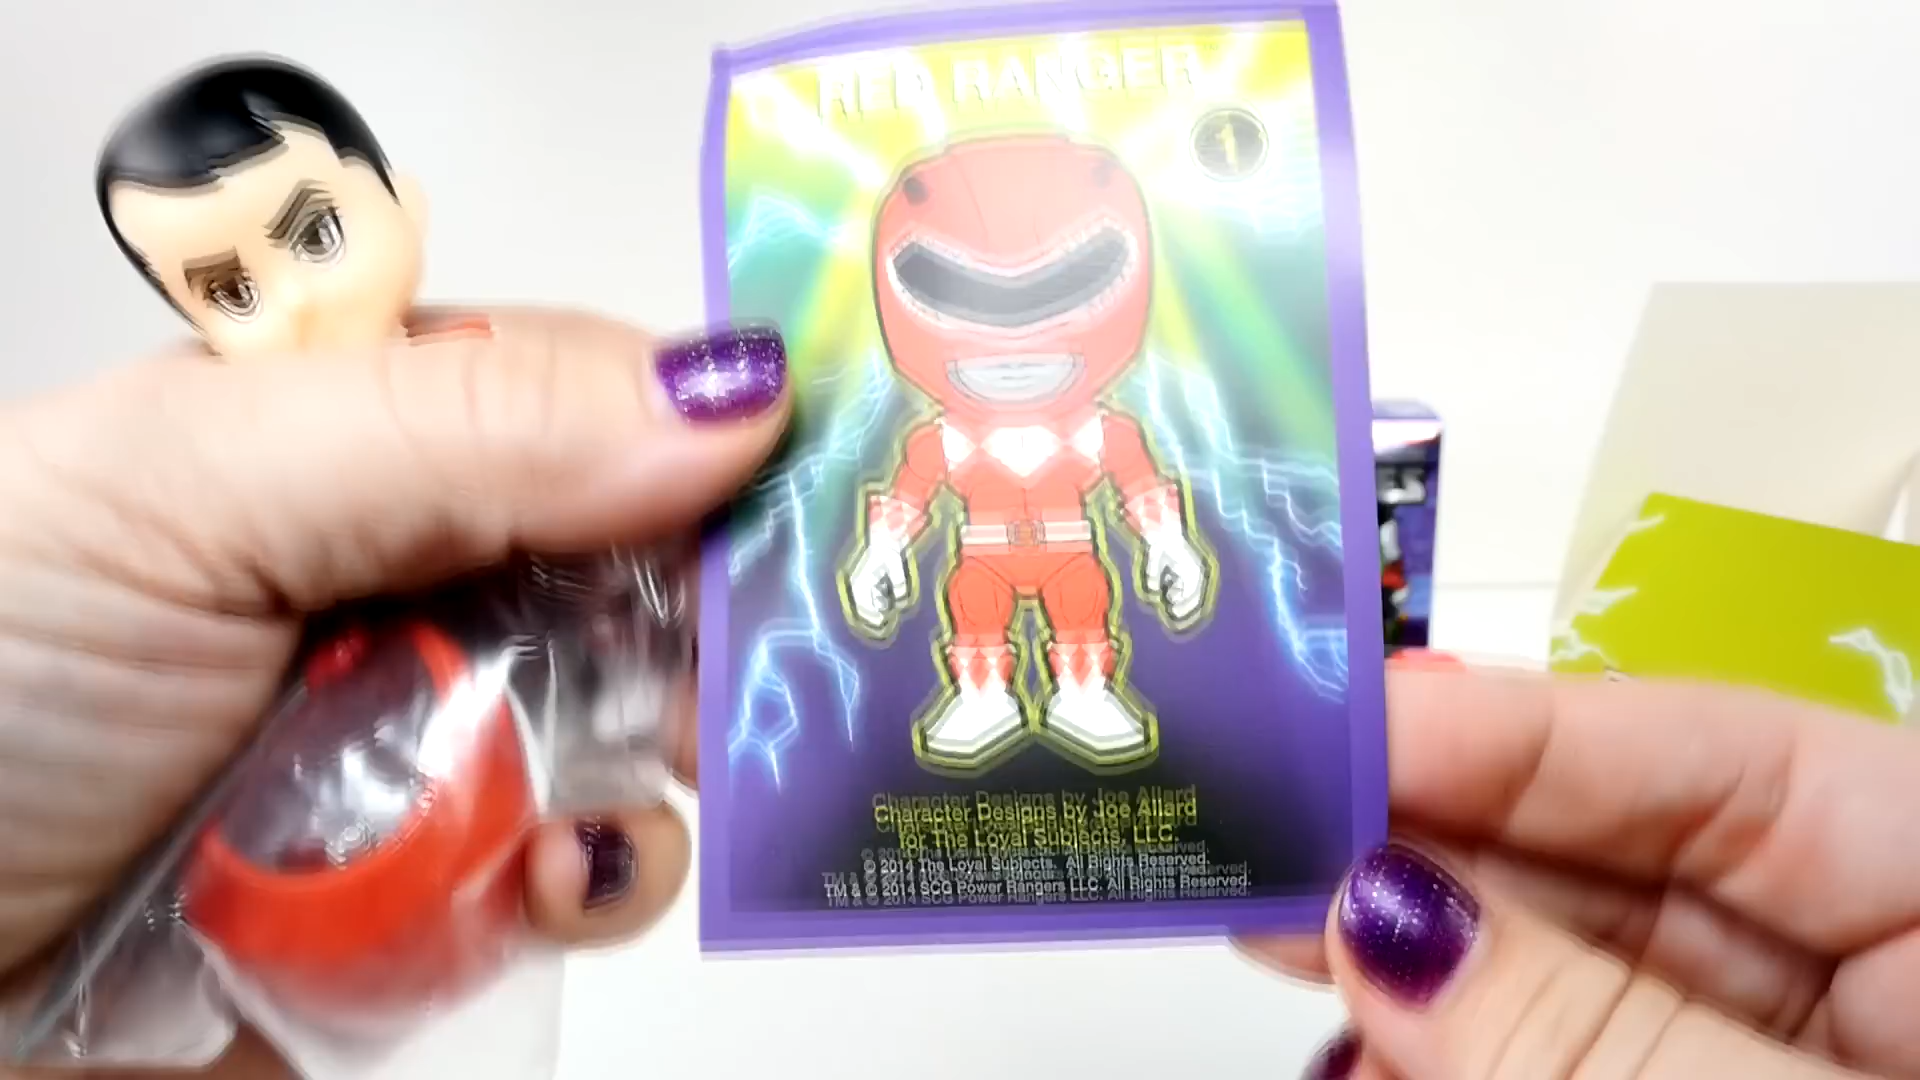 RED RANGER
1
Character Designs by Joe Allard
for The Loyal Subjects, LLC.
© 2014 The Loyal Subjects. All Rights Reserved.
TM & © 2014 SCG Power Rangers LLC. All Rights Reserved.